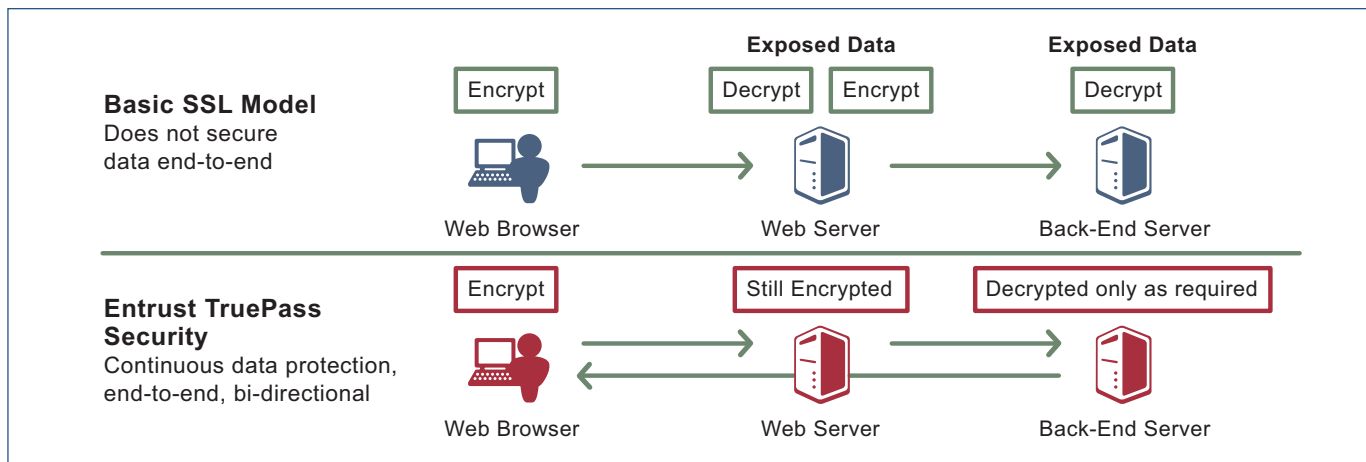 Exposed Data
Exposed Data
Encrypt
Decrypt
Encrypt
Decrypt
Basic SSL Model
Does not secure
data end-to-end
Web Browser
Web Server
Back-End Server
Encrypt
Still Encrypted
Decrypted only as required
Entrust TruePass
Security
Continuous data protection,
end-to-end, bi-directional
Web Browser
Web Server
Back-End Server